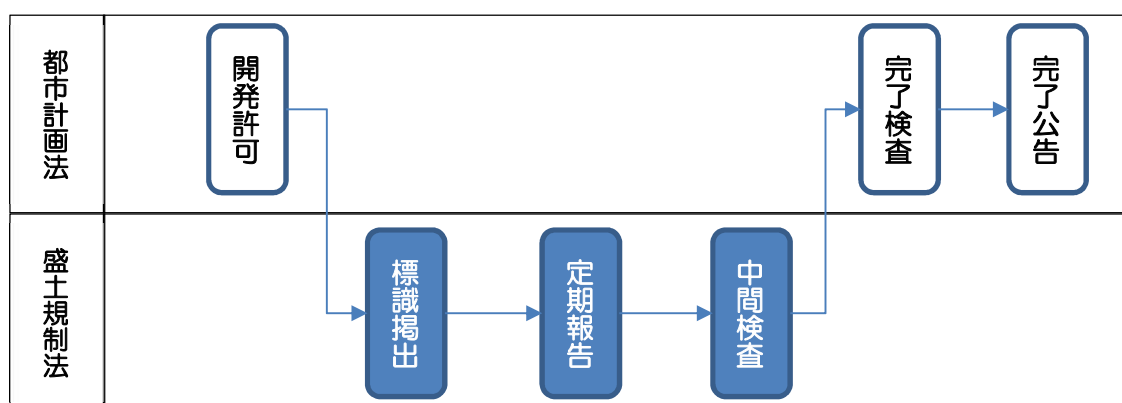 都市計画法
開発許可
完了検査
完了公告
盛土規制法
標識掲出
定期報告
中間検査